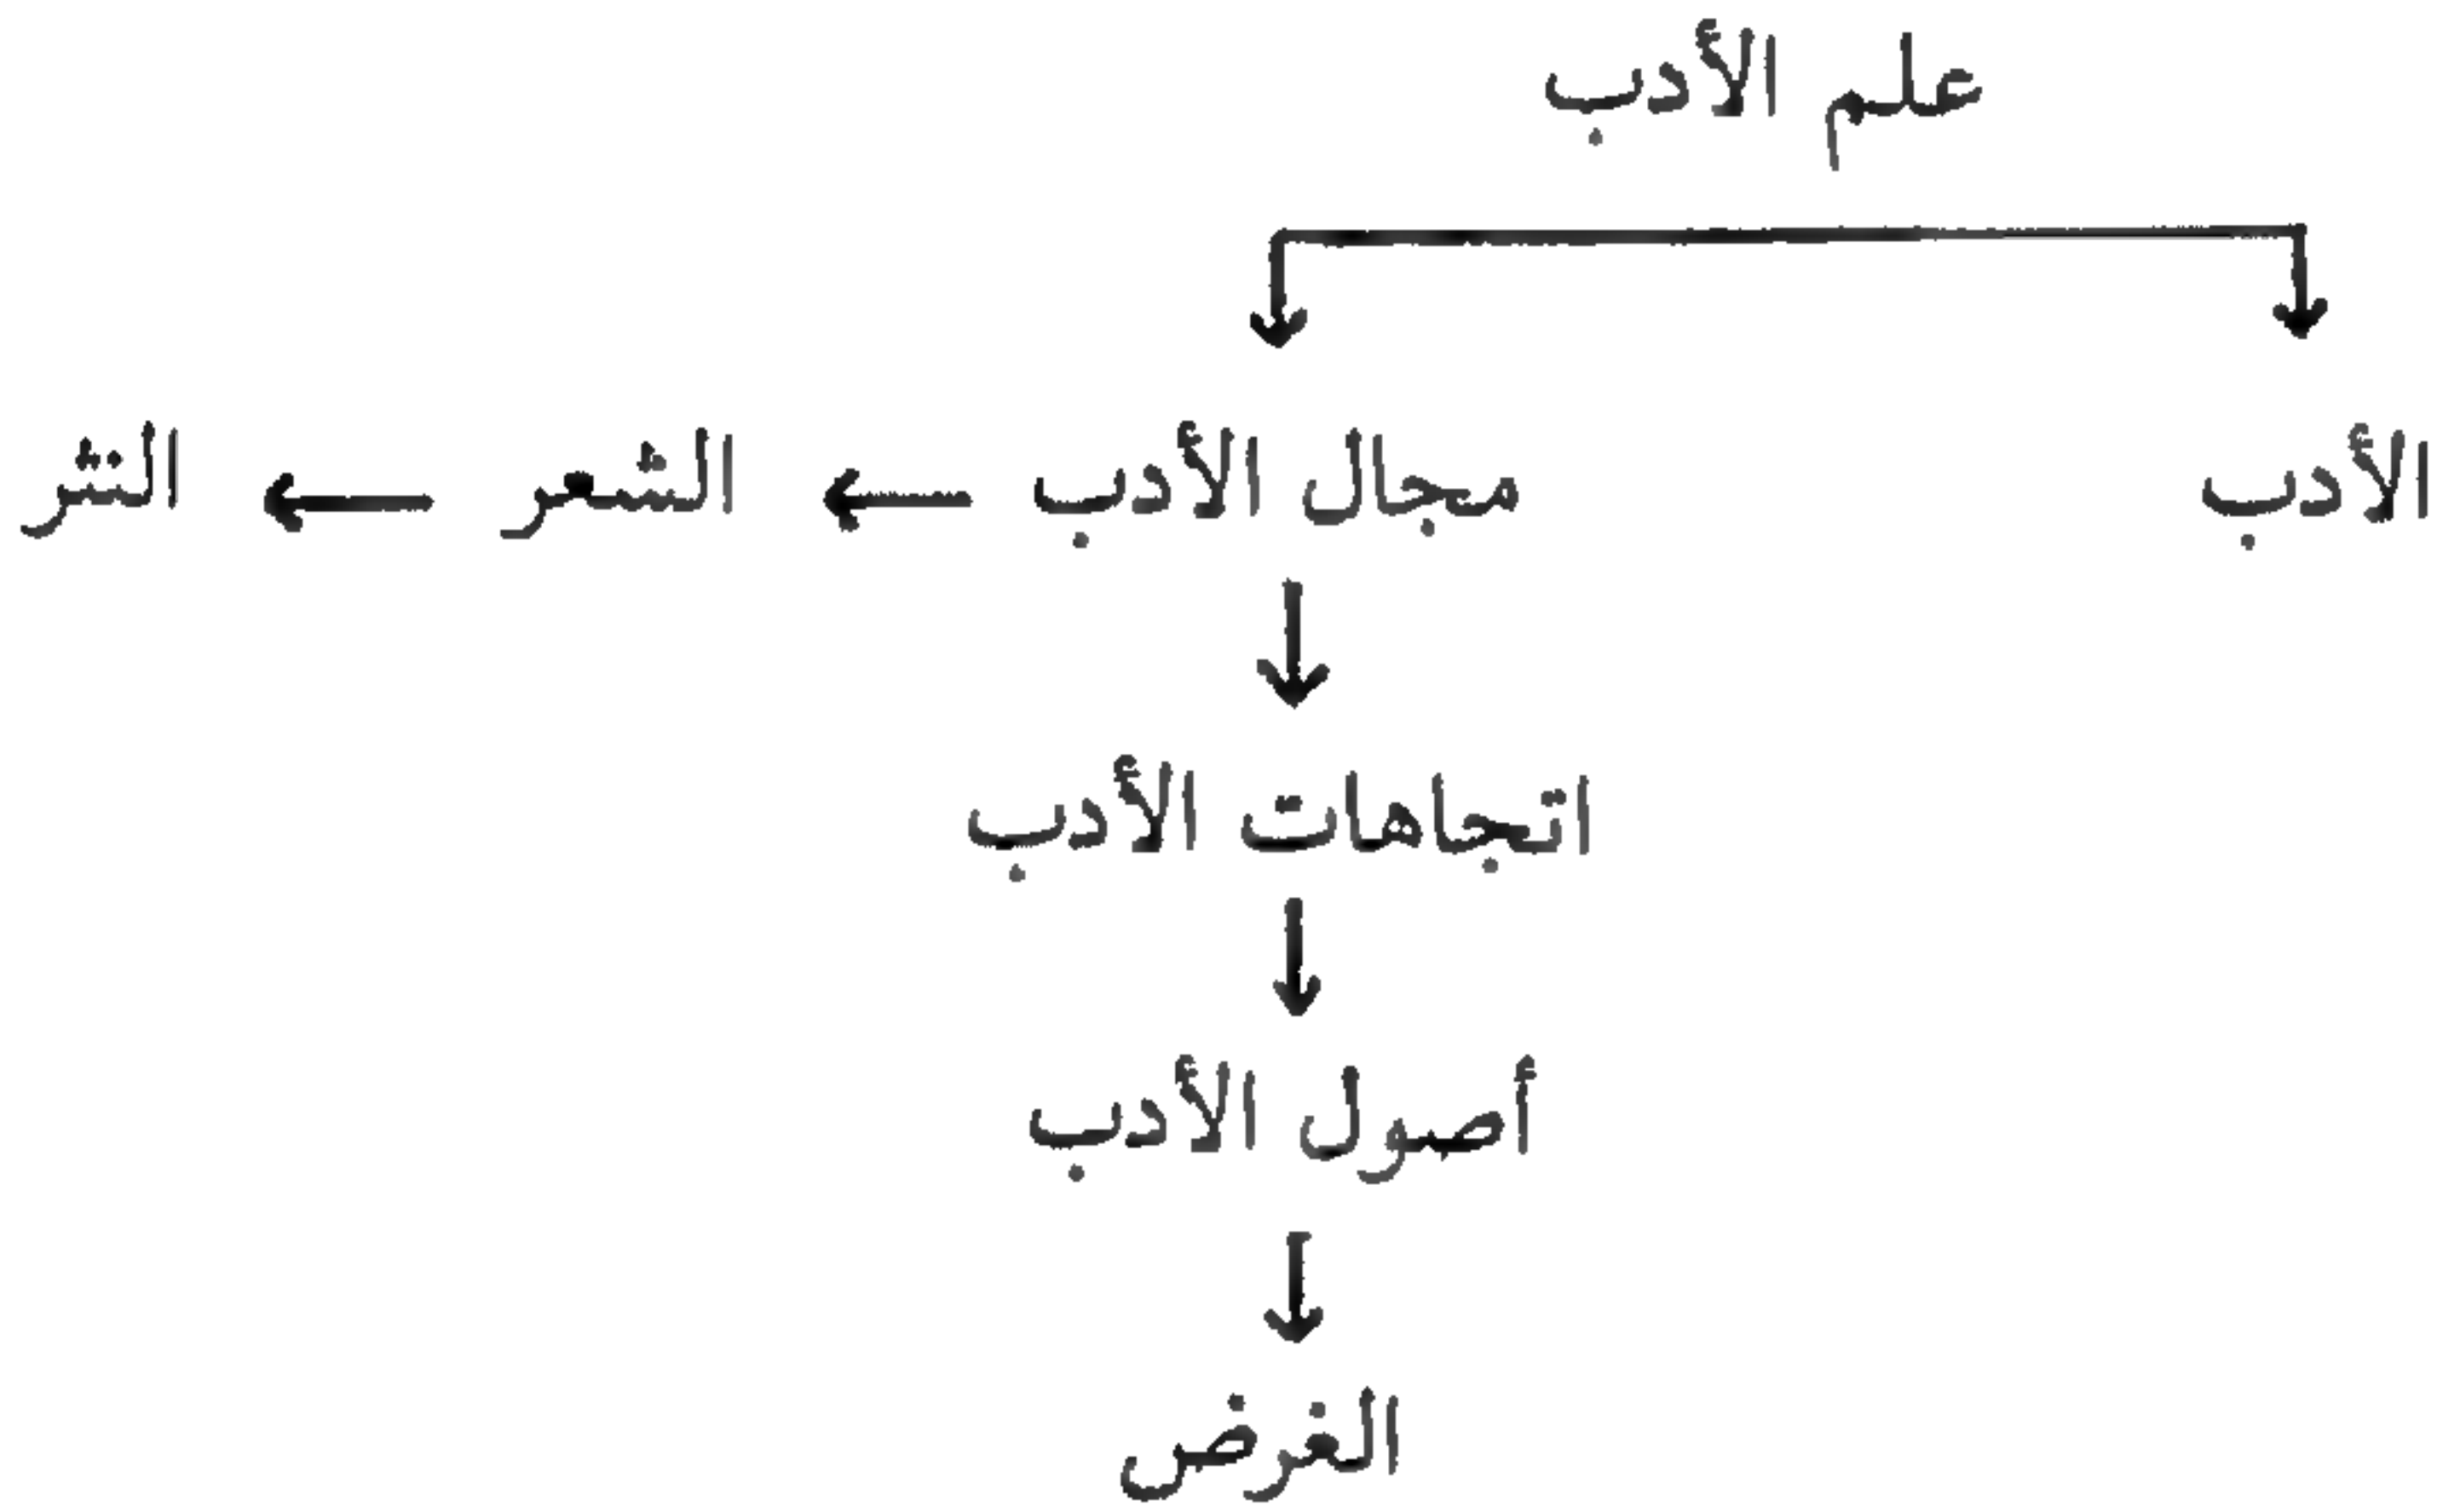 علم الأدب
الأدب مجال الأدب الشعر النثر
اتجاهات الأدب
أصول الأدب
الغرض